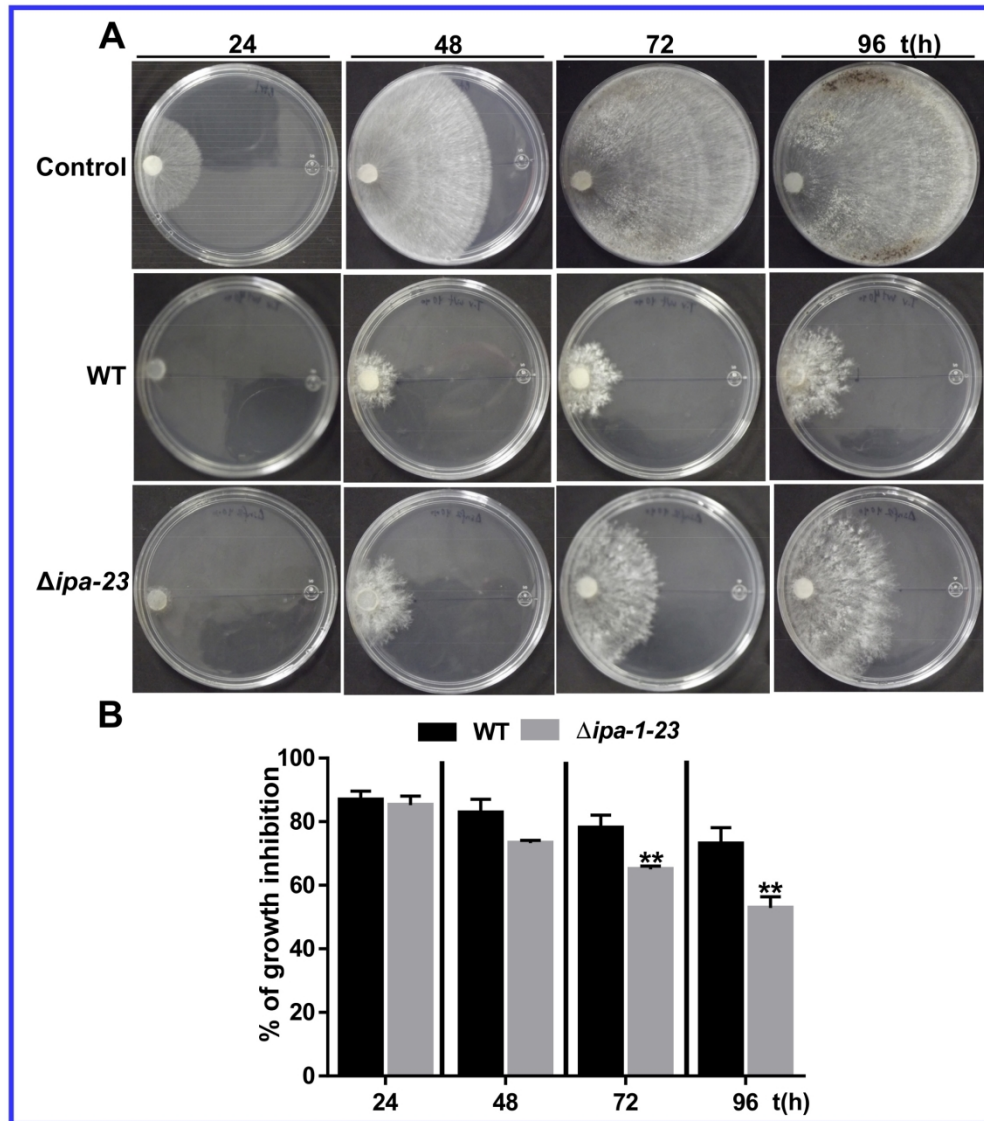 A
24 48 72 96 t(h)
Control
WT
Δipa-23
B
WT Δipa-1-23
% of growth inhibition
100
80
60
40
20
0
**
**
24 48 72 96 t(h)